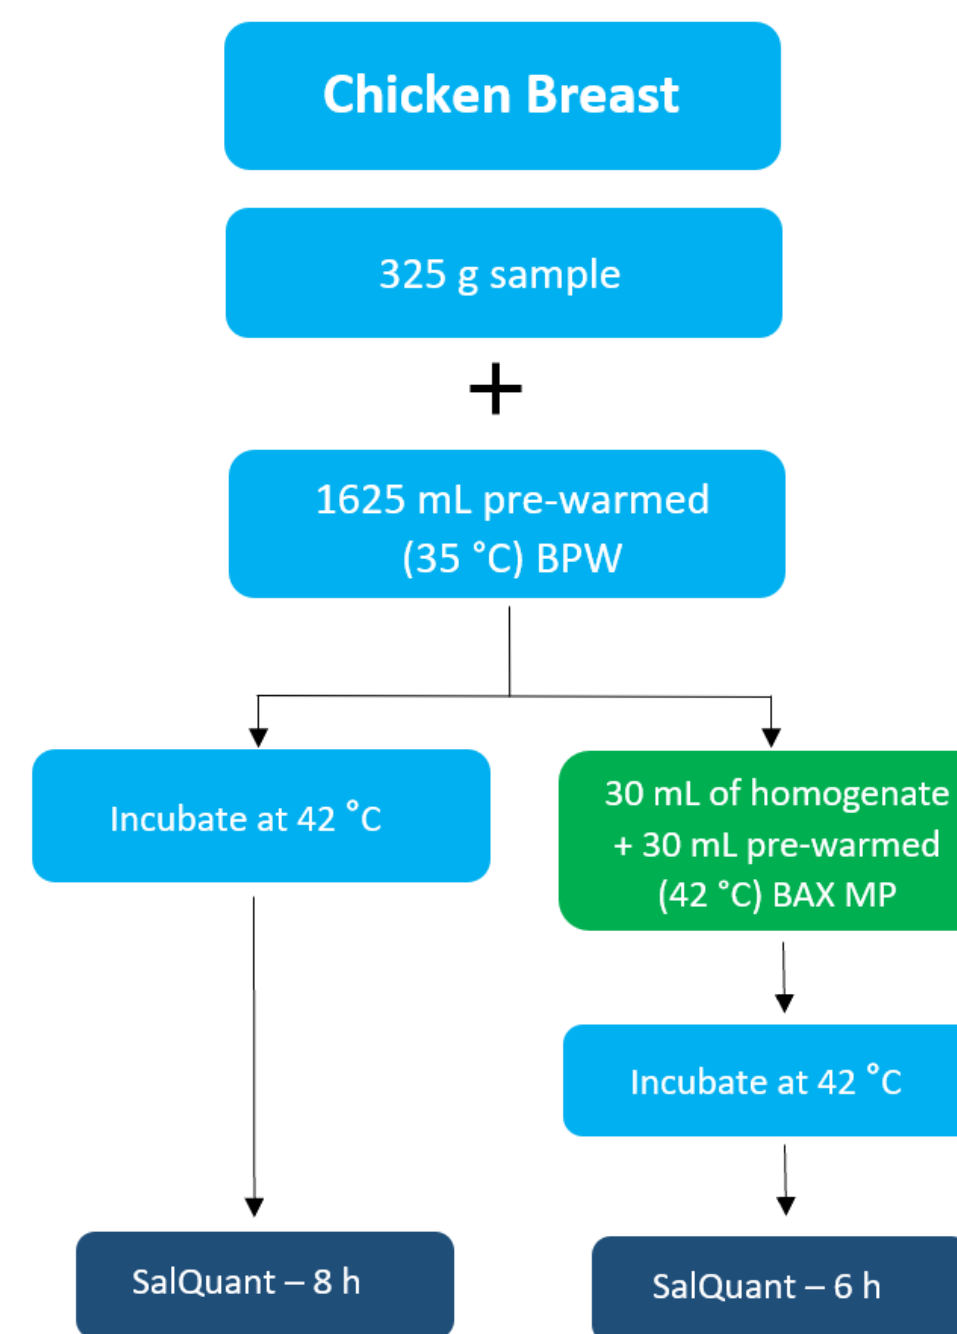 Chicken Breast
325 g sample
+
1625 mL pre-warmed
(35 °C) BPW
Incubate at 42 °C
30 mL of homogenate
+ 30 mL pre-warmed
(42 °C) BAX MP
Incubate at 42 °C
SalQuant – 8 h
SalQuant – 6 h